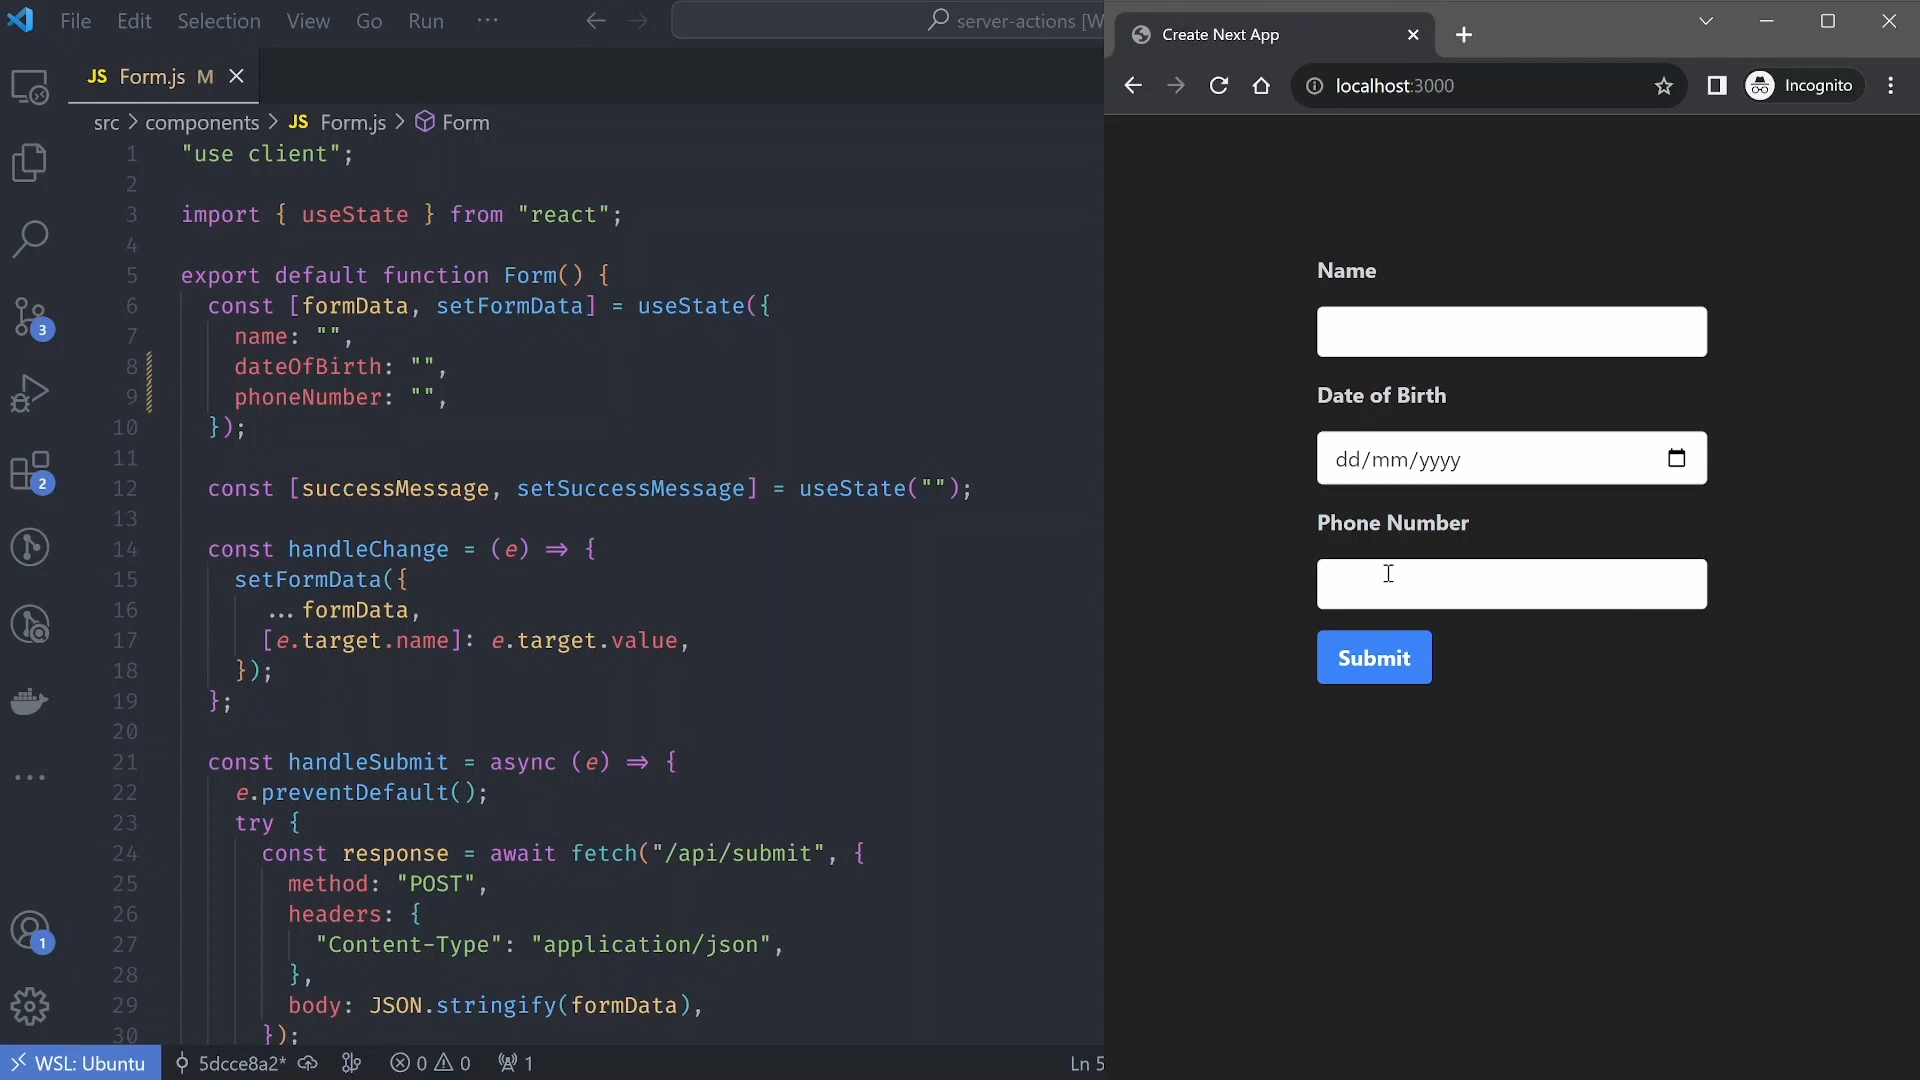 File Edit Selection View Go Run ···
server-actions [W
JS Form.js M
src > components > JS Form.js > Form
1 "use client";
2
3 import { useState } from "react";
4
5 export default function Form() {
6 const [formData, setFormData] = useState({
7 name: "",
8 dateOfBirth: "",
9 phoneNumber: "",
10 });
11
12 const [successMessage, setSuccessMessage] = useState("");
13
14 const handleChange = (e) => {
15 setFormData({
16 ...formData,
17 [e.target.name]: e.target.value,
18 });
19 };
20
21 const handleSubmit = async (e) => {
22 e.preventDefault();
23 try {
24 const response = await fetch("/api/submit", {
25 method: "POST",
26 headers: {
27 "Content-Type": "application/json",
28 },
29 body: JSON.stringify(formData),
30 });
3
2
1
WSL: Ubuntu 5dcce8a2* 0 0 1 Ln 5
Create Next App
localhost:3000
Incognito
Name
Date of Birth
dd/mm/yyyy
Phone Number
Submit